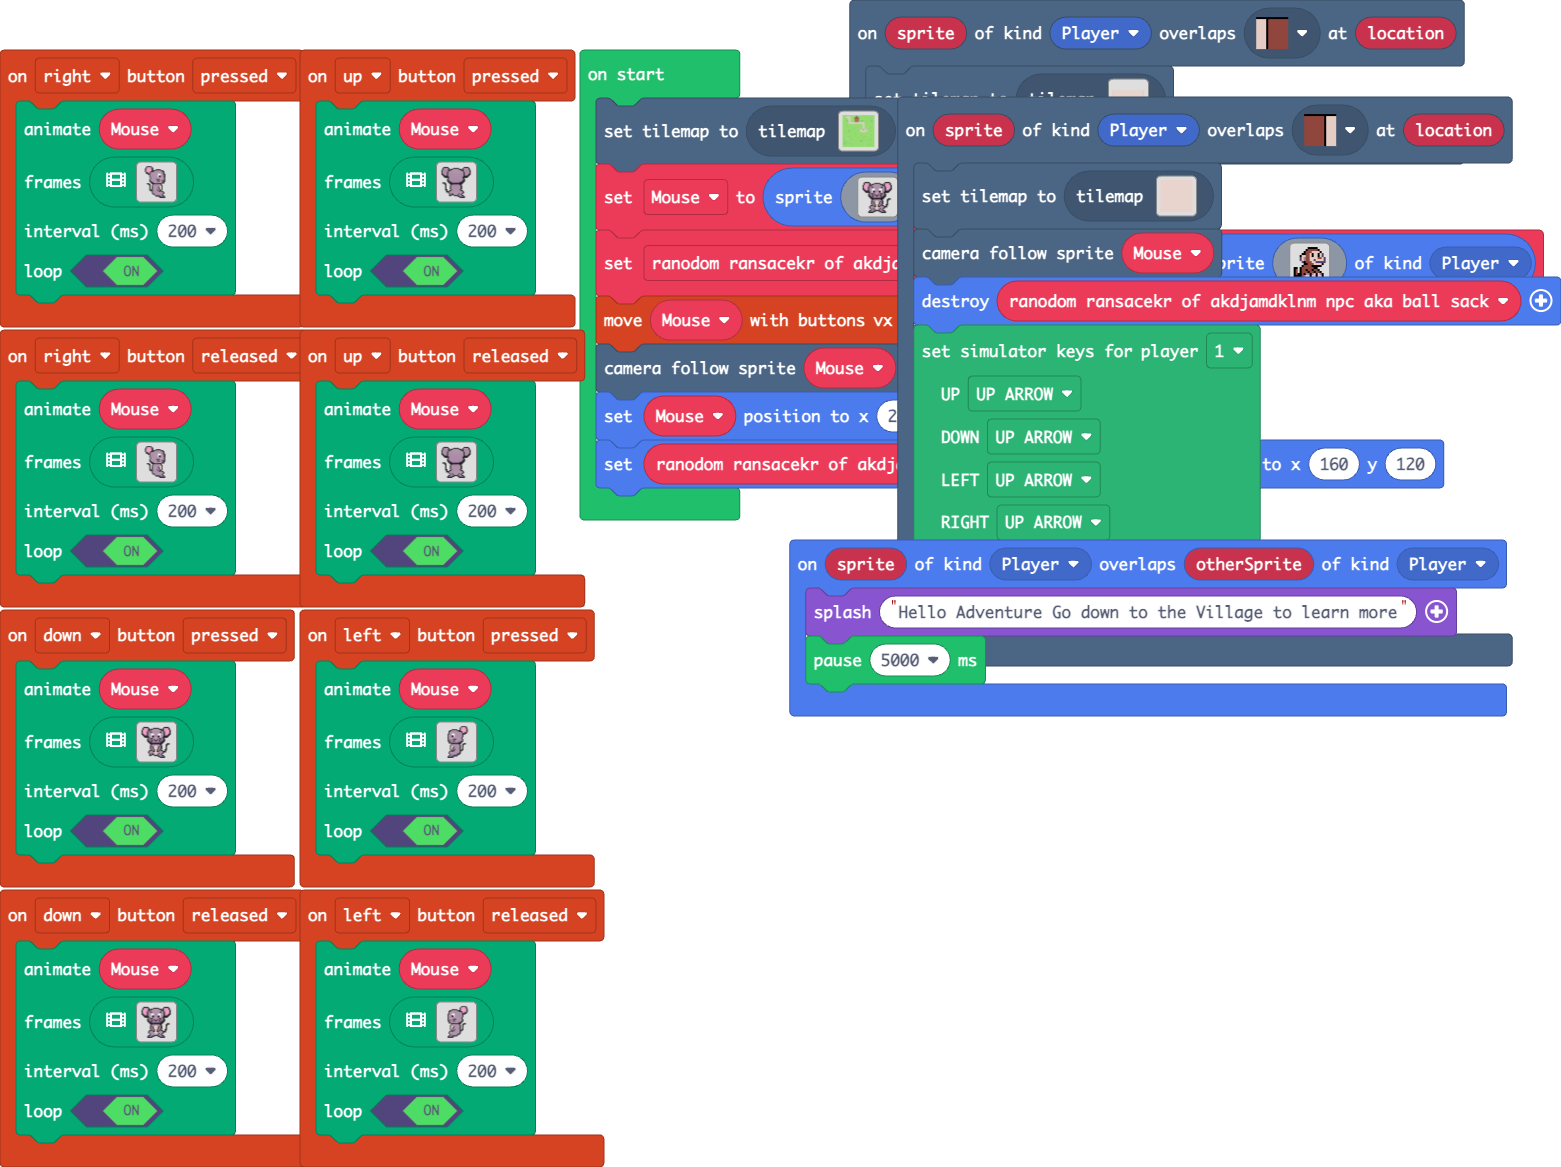 on right button pressed
animate Mouse
frames
interval (ms) 200
loop ON
on right button released
animate Mouse
frames
interval (ms) 200
loop ON
on down button pressed
animate Mouse
frames
interval (ms) 200
loop ON
on down button released
animate Mouse
frames
interval (ms) 200
loop ON
on up button pressed
animate Mouse
frames
interval (ms) 200
loop ON
on up button released
animate Mouse
frames
interval (ms) 200
loop ON
on left button pressed
animate Mouse
frames
interval (ms) 200
loop ON
on left button released
animate Mouse
frames
interval (ms) 200
loop ON
on start
set tilemap to tilemap
set Mouse to sprite
set ranodom ransacekr of akdj
of kind Player
move Mouse with buttons vx
camera follow sprite Mouse
set Mouse position to x 2
set ranodom ransacekr of akdj
to x 160 y 120
on sprite of kind Player overlaps at location
set tilemap to tilemap
on sprite of kind Player overlaps at location
set tilemap to tilemap
camera follow sprite Mouse
destroy ranodom ransacekr of akdjamdklnm npc aka ball sack
set simulator keys for player 1
UP UP ARROW
DOWN UP ARROW
LEFT UP ARROW
RIGHT UP ARROW
on sprite of kind Player overlaps otherSprite of kind Player
splash "Hello Adventure Go down to the Village to learn more"
pause 5000 ms